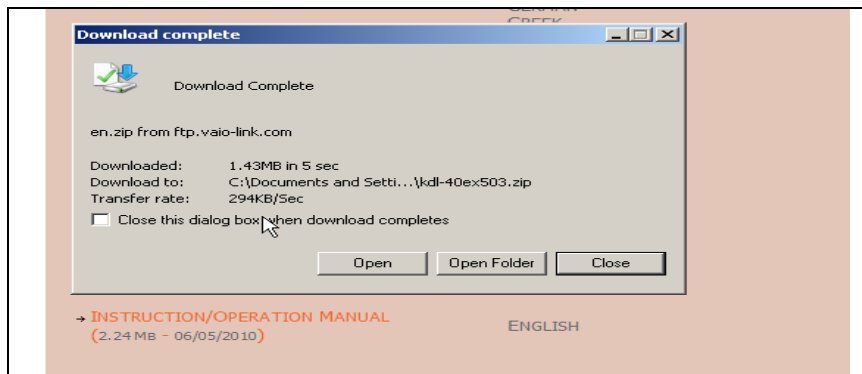 GREEK
Download complete
Download Complete
en.zip from ftp.vaio-link.com
Downloaded: 1.43MB in 5 sec
Download to: C:\Documents and Setti...\kdl-40ex503.zip
Transfer rate: 294KB/Sec
Close this dialog box when download completes
Open Open Folder Close
→ INSTRUCTION/OPERATION MANUAL
(2.24 MB - 06/05/2010) ENGLISH